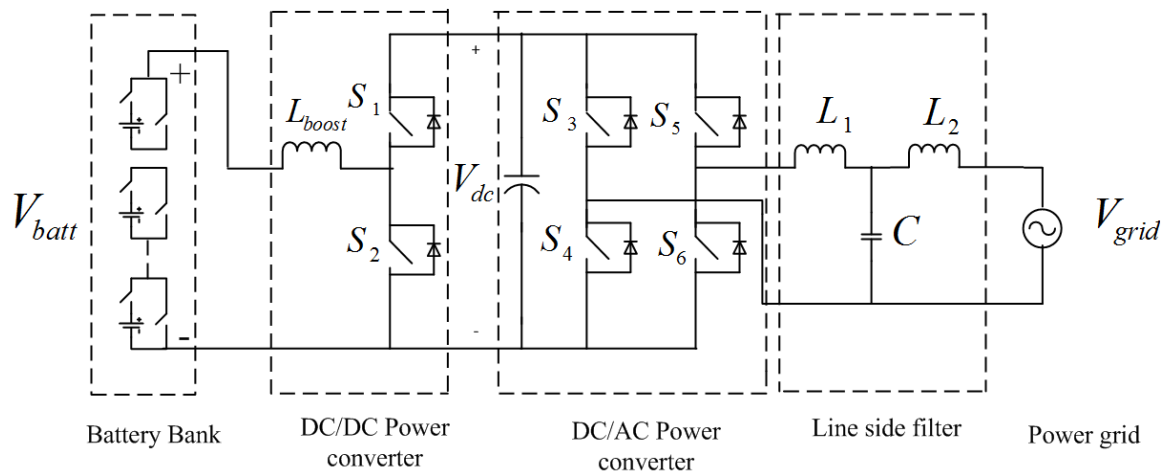 +
-
V_batt
L_boost
S_1
S_2
+
-
V_dc
S_3
S_5
S_4
S_6
L_1
L_2
C
V_grid
Battery Bank
DC/DC Power
converter
DC/AC Power
converter
Line side filter
Power grid